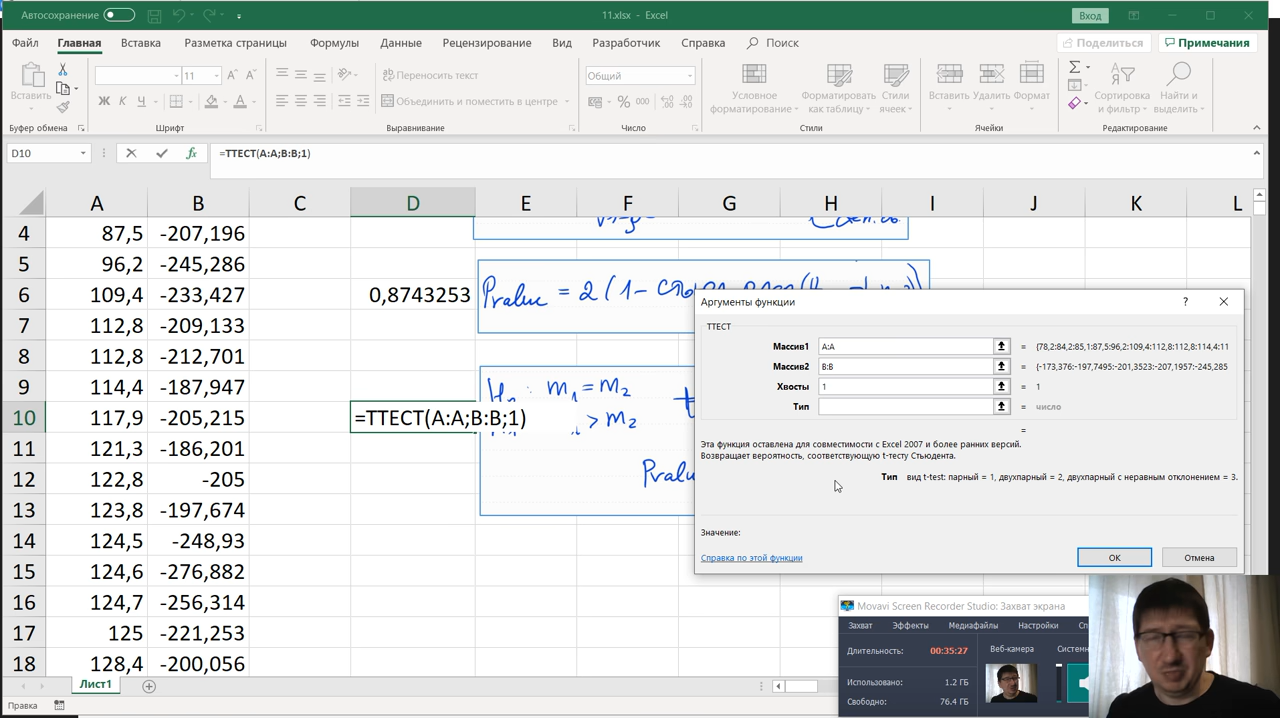 Автосохранение
11.xlsx - Excel
Вход
Файл Главная Вставка Разметка страницы Формулы Данные Рецензирование Вид Разработчик Справка Поиск Поделиться Примечания
Вставить
11
Ж К Ч
Переносить текст
Объединить и поместить в центре
Общий
% 000
Условное форматирование
Форматировать как таблицу
Стили ячеек
Вставить Удалить Формат
Сортировка и фильтр
Найти и выделить
Буфер обмена Шрифт Выравнивание Число Стили Ячейки Редактирование
D10 fx =ТТЕСТ(A:A;B:B;1)
A B C D E F G H I J K L
4 87,5 -207,196
5 96,2 -245,286
6 109,4 -233,427 0,8743253 Pvalue = 2(1-
7 112,8 -209,133
8 112,8 -212,701
9 114,4 -187,947 m1 = m2 t
10 117,9 -205,215 =ТТЕСТ(A:A;B:B;1) > m2
11 121,3 -186,201
12 122,8 -205 Pvalu
13 123,8 -197,674
14 124,5 -248,93
15 124,6 -276,882
16 124,7 -256,314
17 125 -221,253
18 128,4 -200,056
Аргументы функции ?
ТТЕСТ
Массив1 A:A = {78,2:84,2:85,1:87,5:96,2:109,4:112,8:112,8:114,4:11
Массив2 B:B = {-173,376:-197,7495:-201,3523:-207,1957:-245,285
Хвосты 1 = 1
Тип = число
=
Эта функция оставлена для совместимости с Excel 2007 и более ранних версий.
Возвращает вероятность, соответствующую t-тесту Стьюдента.
Тип вид t-test: парный = 1, двухпарный = 2, двухпарный с неравным отклонением = 3.
Значение:
Справка по этой функции
ОК Отмена
Movavi Screen Recorder Studio: Захват экрана
Захват Эффекты Медиафайлы Настройки Сп
Длительность: 00:35:27
Использовано: 1.2 ГБ
Свободно: 76.4 ГБ
Веб-камера Системн
Лист1
Правка